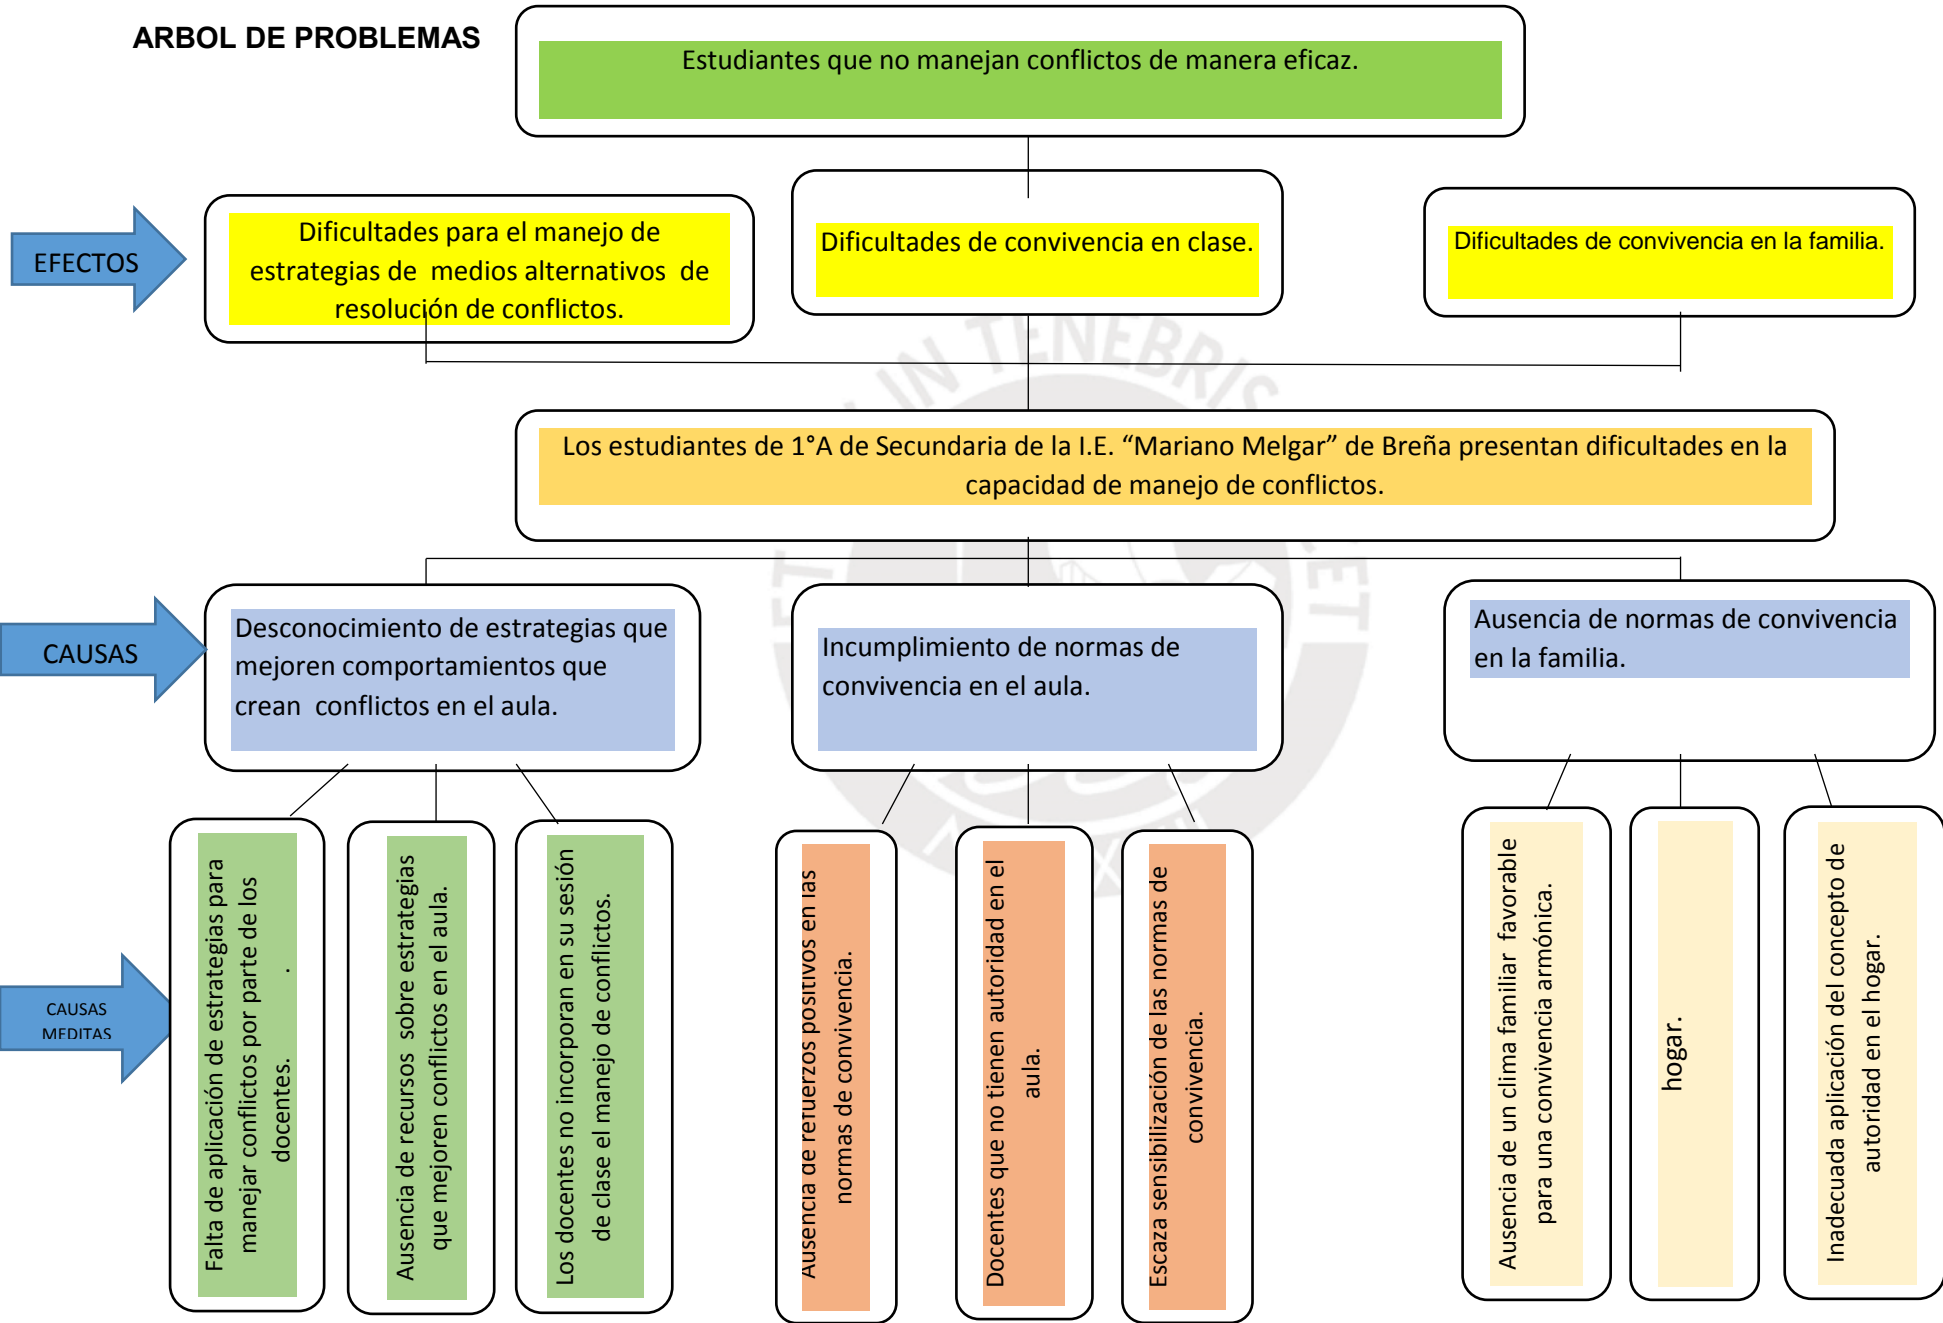 ARBOL DE PROBLEMAS
Estudiantes que no manejan conflictos de manera eficaz.
EFECTOS
Dificultades para el manejo de
estrategias de medios alternativos de
resolución de conflictos.
Dificultades de convivencia en clase.
Dificultades de convivencia en la familia.
IN TENEBRIS
ET
CET
Los estudiantes de 1°A de Secundaria de la I.E. “Mariano Melgar” de Breña presentan dificultades en la
capacidad de manejo de conflictos.
CAUSAS
Desconocimiento de estrategias que
mejoren comportamientos que
crean conflictos en el aula.
Incumplimiento de normas de
convivencia en el aula.
Ausencia de normas de convivencia
en la familia.
CAUSAS
MEDITAS
Falta de aplicación de estrategias para
manejar conflictos por parte de los
docentes. .
Ausencia de recursos sobre estrategias
que mejoren conflictos en el aula.
Los docentes no incorporan en su sesión
de clase el manejo de conflictos.
Ausencia de refuerzos positivos en las
normas de convivencia.
Docentes que no tienen autoridad en el
aula.
Escaza sensibilización de las normas de
convivencia.
Ausencia de un clima familiar favorable
para una convivencia armónica.
hogar.
Inadecuada aplicación del concepto de
autoridad en el hogar.